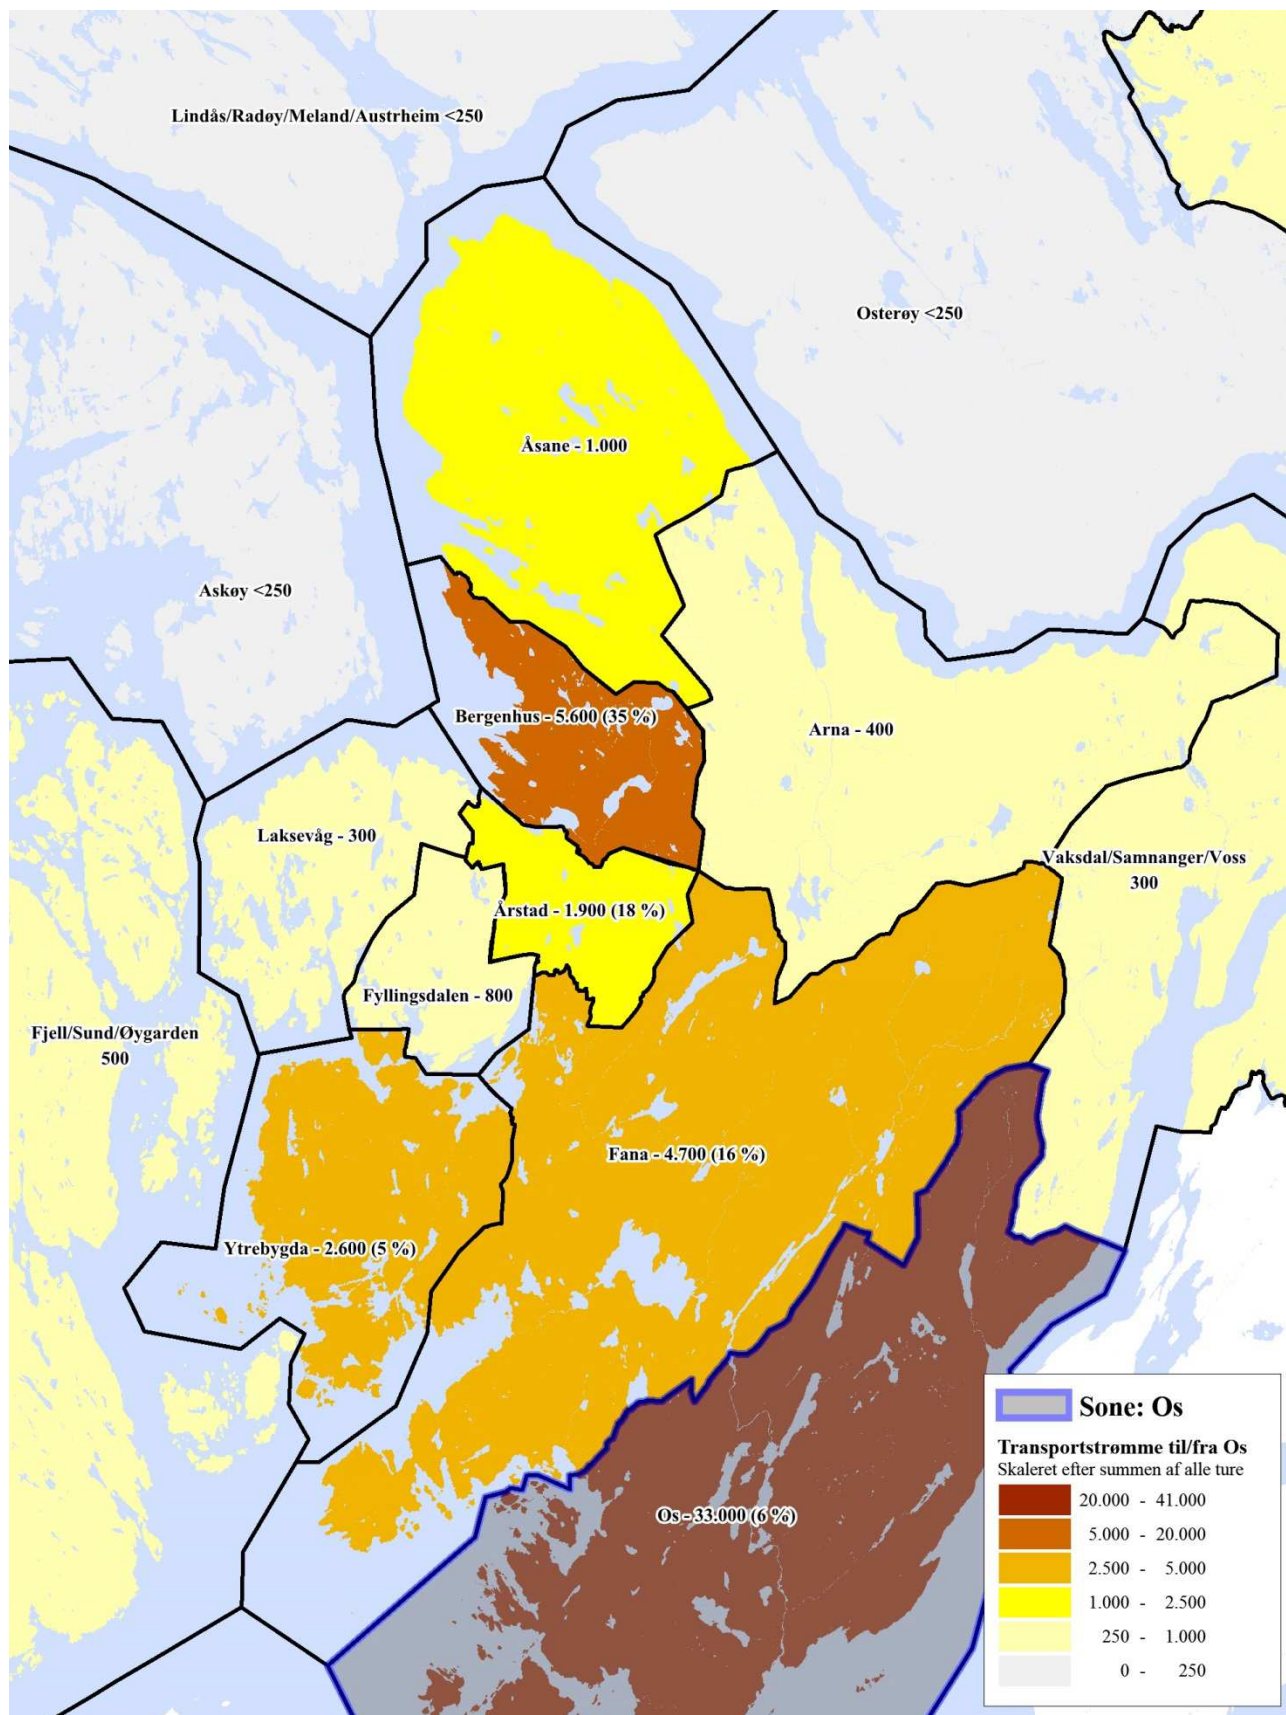 Lindås/Radøy/Meland/Austrheim <250
Osterøy <250
Åsane - 1.000
Askøy <250
Bergenhus - 5.600 (35 %)
Arna - 400
Laksevåg - 300
Vaksdal/Samnanger/Voss
300
Årstad - 1.900 (18 %)
Fyllingsdalen - 800
Fjell/Sund/Øygarden
500
Fana - 4.700 (16 %)
Ytrebygda - 2.600 (5 %)
Os - 33.000 (6 %)
Sone: Os
Transportstrømme til/fra Os
Skaleret efter summen af alle ture
20.000 - 41.000
5.000 - 20.000
2.500 - 5.000
1.000 - 2.500
250 - 1.000
0 - 250